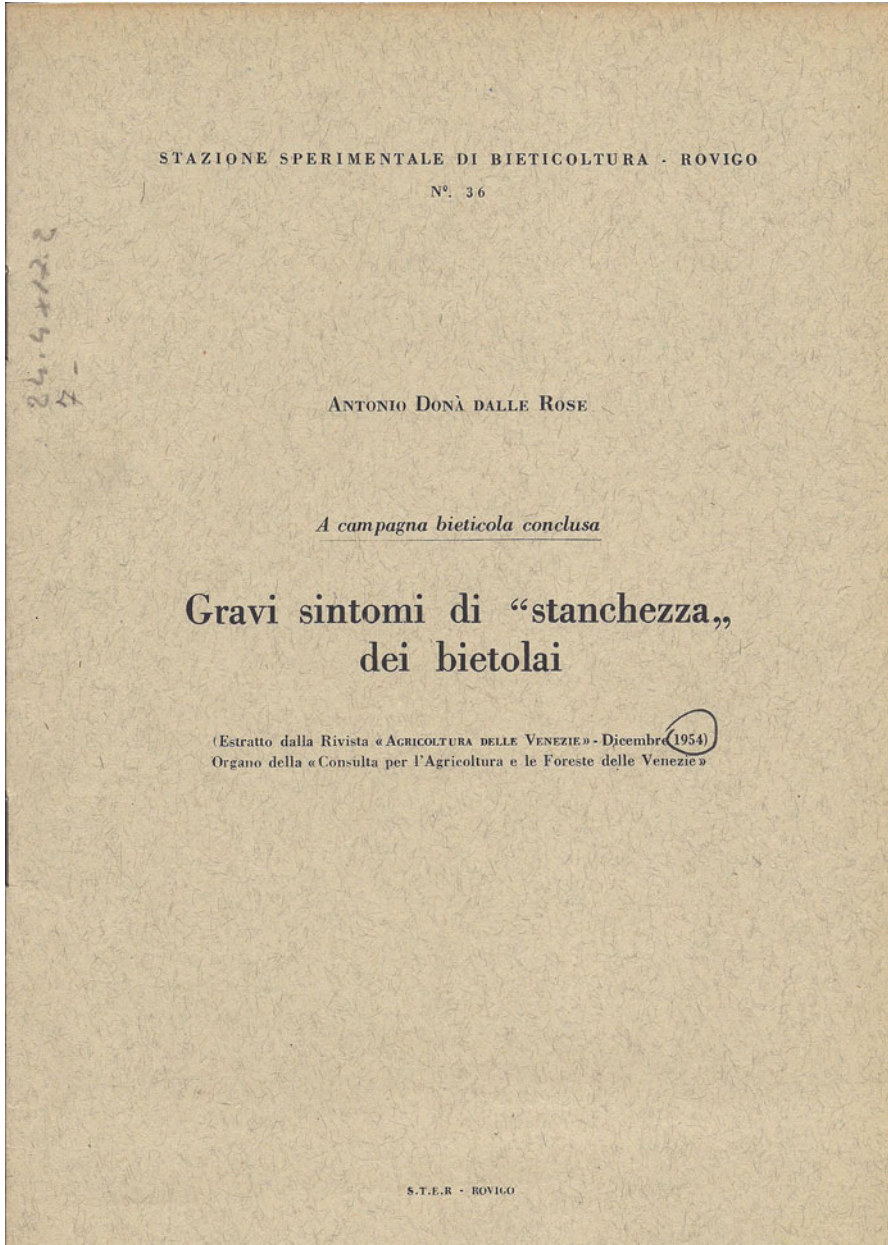 STAZIONE SPERIMENTALE DI BIETICOLTURA - ROVIGO
Nº. 36
ANTONIO DONÀ DALLE ROSE
A campagna bieticola conclusa
Gravi sintomi di “stanchezza„
dei bietolai
(Estratto dalla Rivista «AGRICOLTURA DELLE VENEZIE» - Dicembre 1954)
Organo della «Consulta per l'Agricoltura e le Foreste delle Venezie»
S.T.E.R - ROVIGO